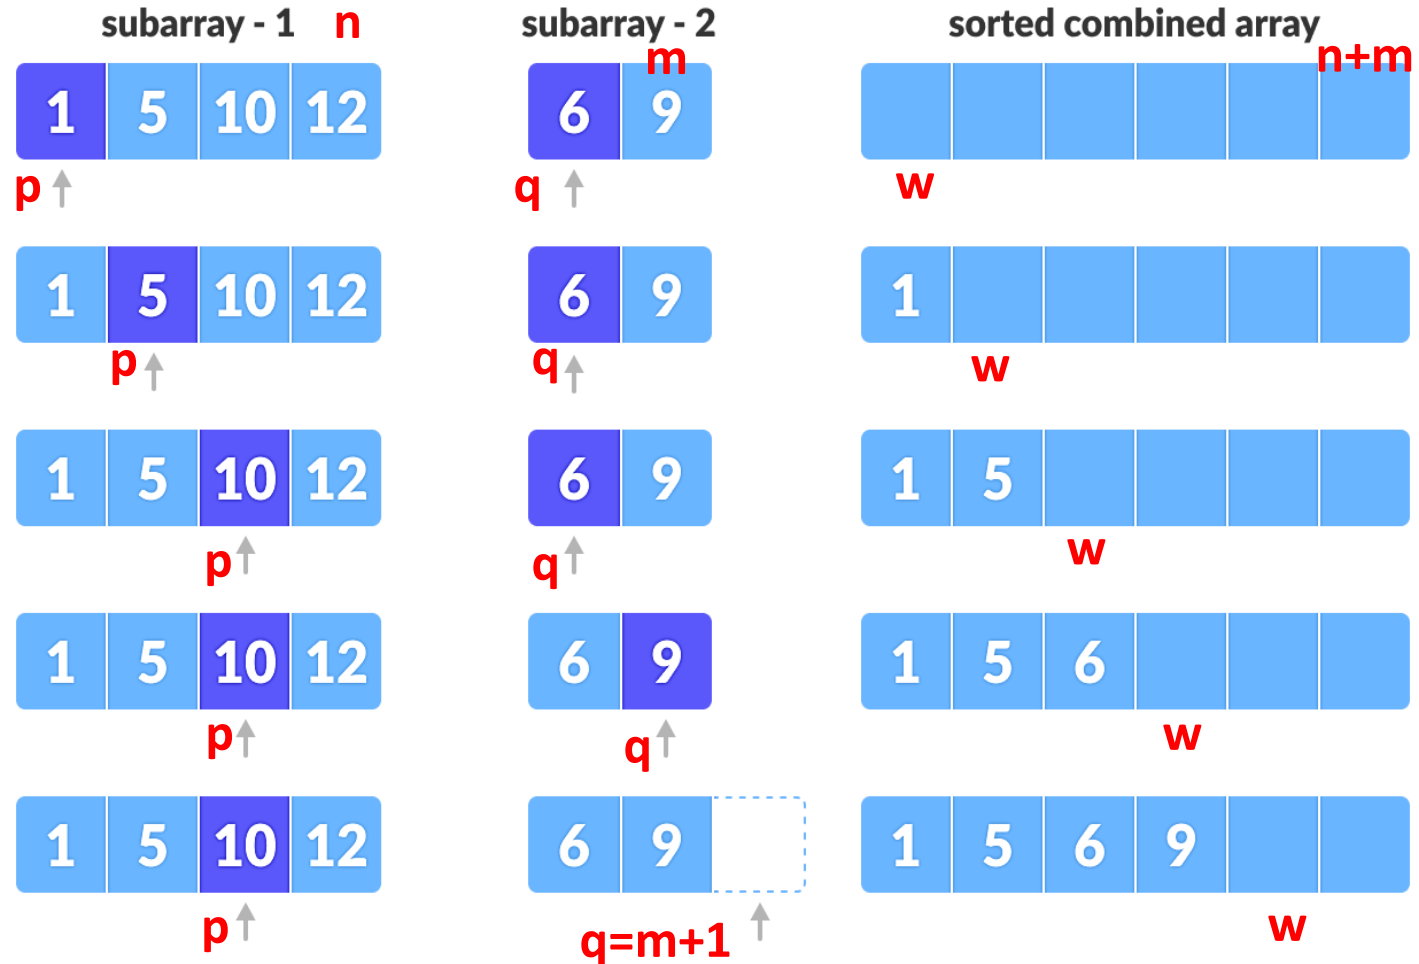 subarray - 1 n subarray - 2 sorted combined array
m n+m
1 5 10 12 6 9
p q w
1 5 10 12 6 9 1
p q w
1 5 10 12 6 9 1 5
p q w
1 5 10 12 6 9 1 5 6
p q w
1 5 10 12 6 9 1 5 6 9
p q=m+1 w